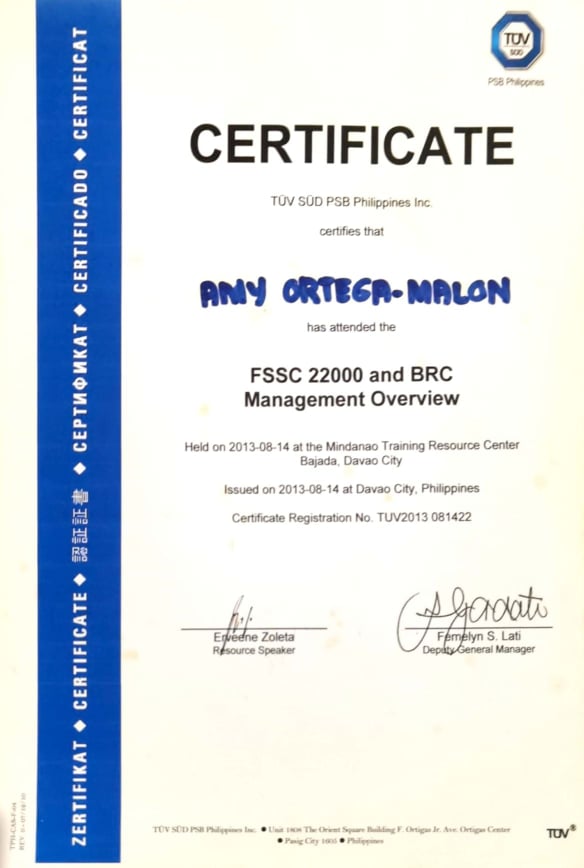 TÜV
SÜD
PSB Philippines
CERTIFICATE
TÜV SÜD PSB Philippines Inc.
certifies that
AMY ORTEGA-MALON
has attended the
FSSC 22000 and BRC
Management Overview
Held on 2013-08-14 at the Mindanao Training Resource Center
Bajada, Davao City
Issued on 2013-08-14 at Davao City, Philippines
Certificate Registration No. TUV2013 081422
Erveene Zoleta
Resource Speaker
Femelyn S. Lati
Deputy General Manager
ZERTIFIKAT ◆ CERTIFICATE ◆ 認証証書 ◆ СЕРТИФИКАТ ◆ CERTIFICADO ◆ CERTIFICAT
TÜV SÜD PSB Philippines Inc. ● Unit 1808 The Orient Square Building F. Ortigas Jr. Ave. Ortigas Center
● Pasig City 1605 ● Philippines
TÜV®